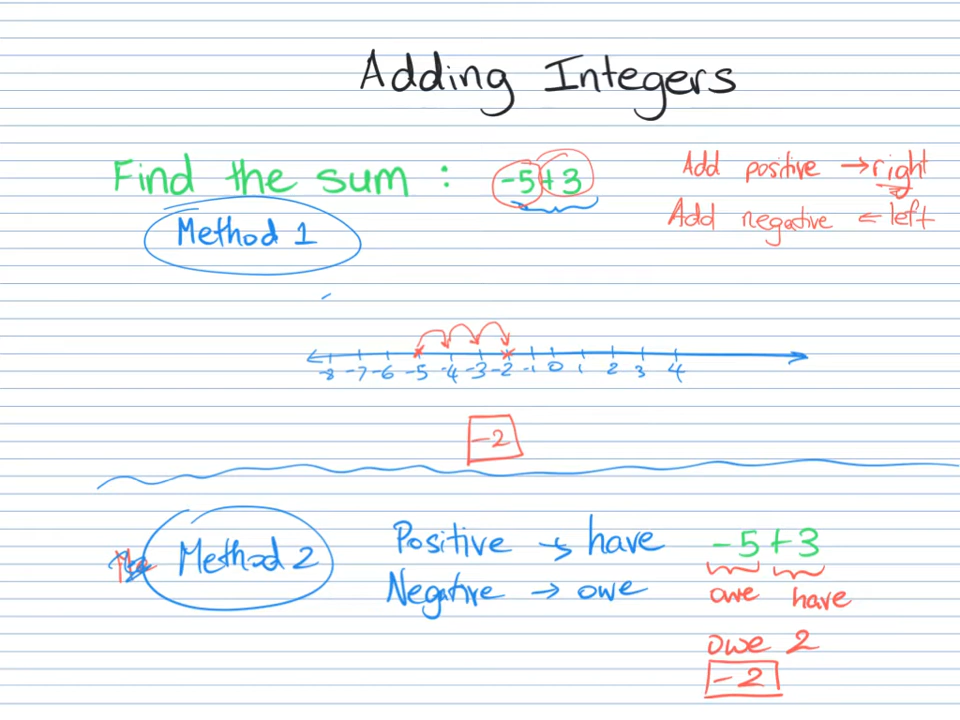 Adding Integers
Find the sum : -5+3
Add positive → right
Add negative ← left
Method 1
-8 -7 -6 -5 -4 -3 -2 -1 0 1 2 3 4
-2
Method 2
Positive → have
Negative → owe
-5+3
owe have
owe 2
-2